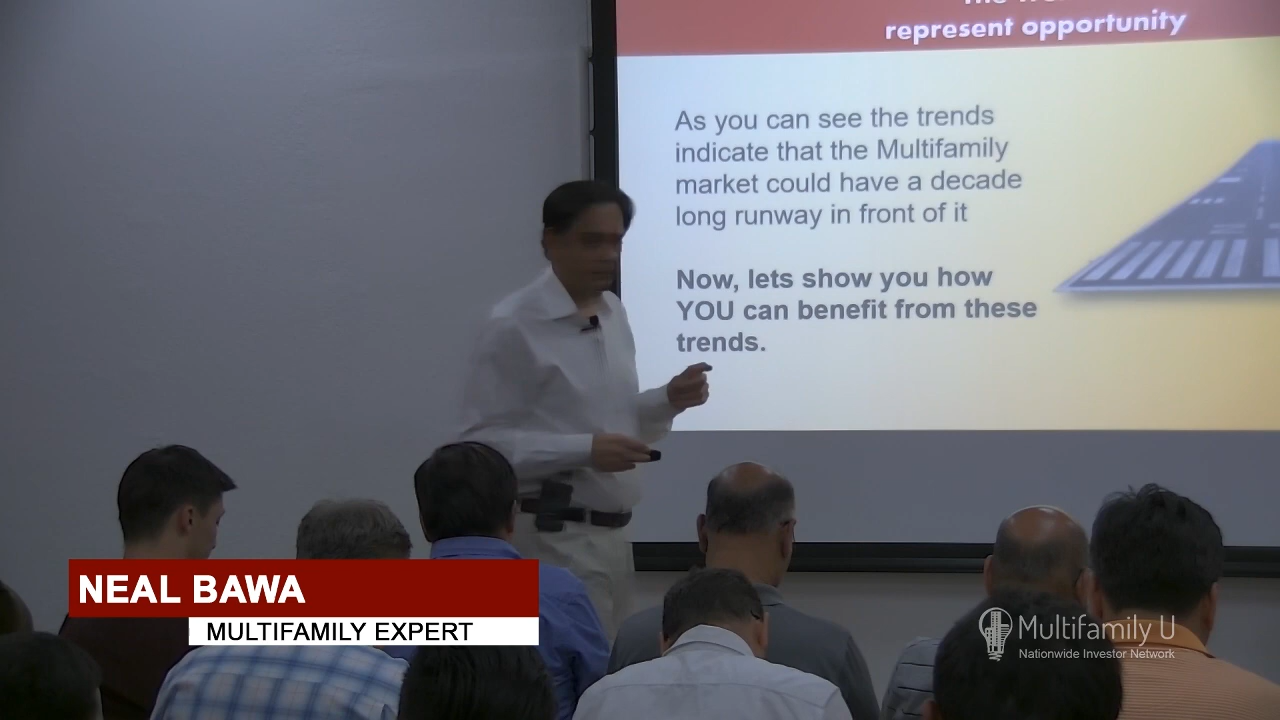 represent opportunity
As you can see the trends
indicate that the Multifamily
market could have a decade
long runway in front of it
Now, lets show you how
YOU can benefit from these
trends.
NEAL BAWA
MULTIFAMILY EXPERT
Multifamily U
Nationwide Investor Network